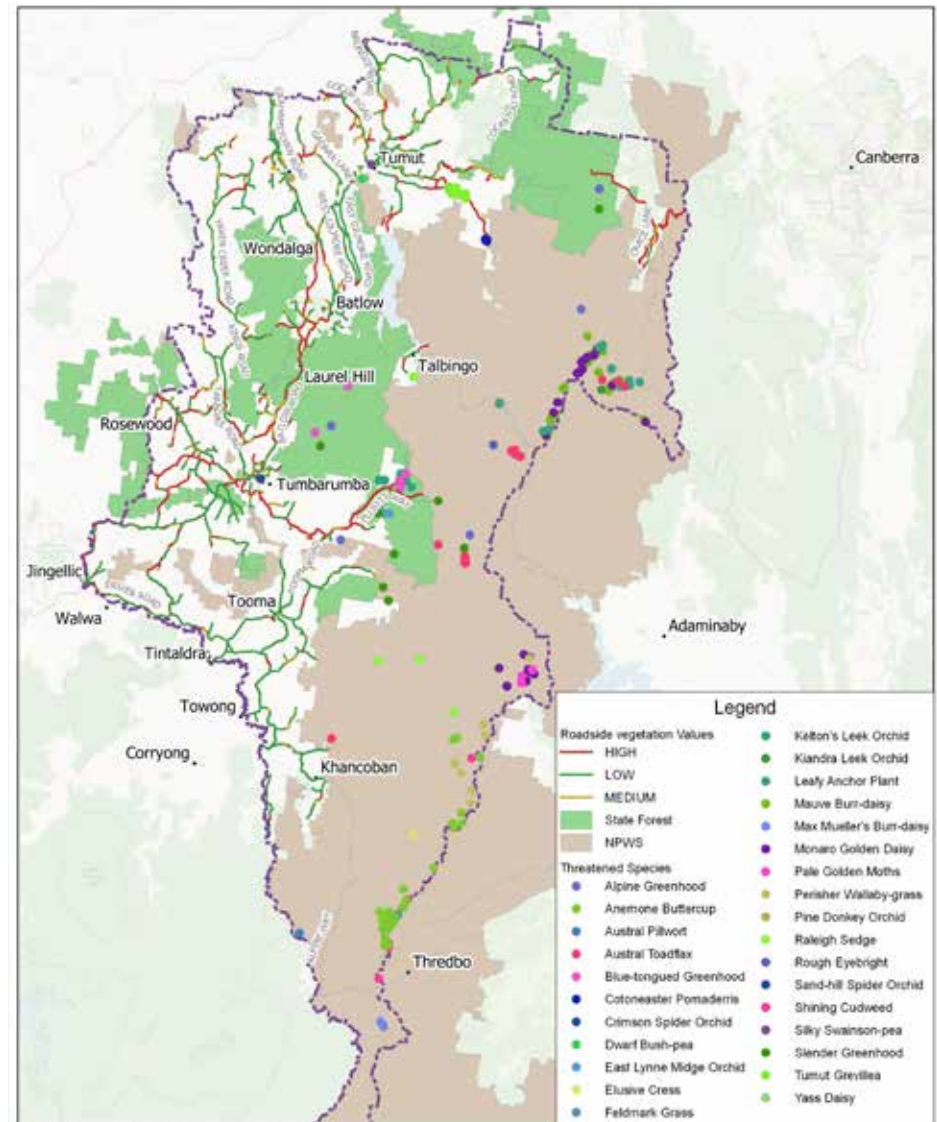 Tumut
Canberra
Wondalga
Batlow
Talbingo
Laurel Hill
Rosewood
Tumbarumba
Jingellic
Walwa
Tooma
Adaminaby
Tintaldra
Towong
Corryong
Khancoban
Thredbo
Legend
Roadside vegetation Values
HIGH
LOW
MEDIUM
State Forest
NPWS
Threatened Species
Alpine Greenhood
Anemone Buttercup
Austral Pillwort
Austral Toadflax
Blue-tongued Greenhood
Cotoneaster Pomaderris
Crimson Spider Orchid
Dwarf Bush-pea
East Lynne Midge Orchid
Elusive Cress
Feldmark Grass
Kelton's Leek Orchid
Kiandra Leek Orchid
Leafy Anchor Plant
Mauve Burr-daisy
Max Mueller's Burr-daisy
Monaro Golden Daisy
Pale Golden Moths
Perisher Wallaby-grass
Pine Donkey Orchid
Raleigh Sedge
Rough Eyebright
Sand-hill Spider Orchid
Shining Cudweed
Silky Swainson-pea
Slender Greenhood
Tumut Grevillea
Yass Daisy